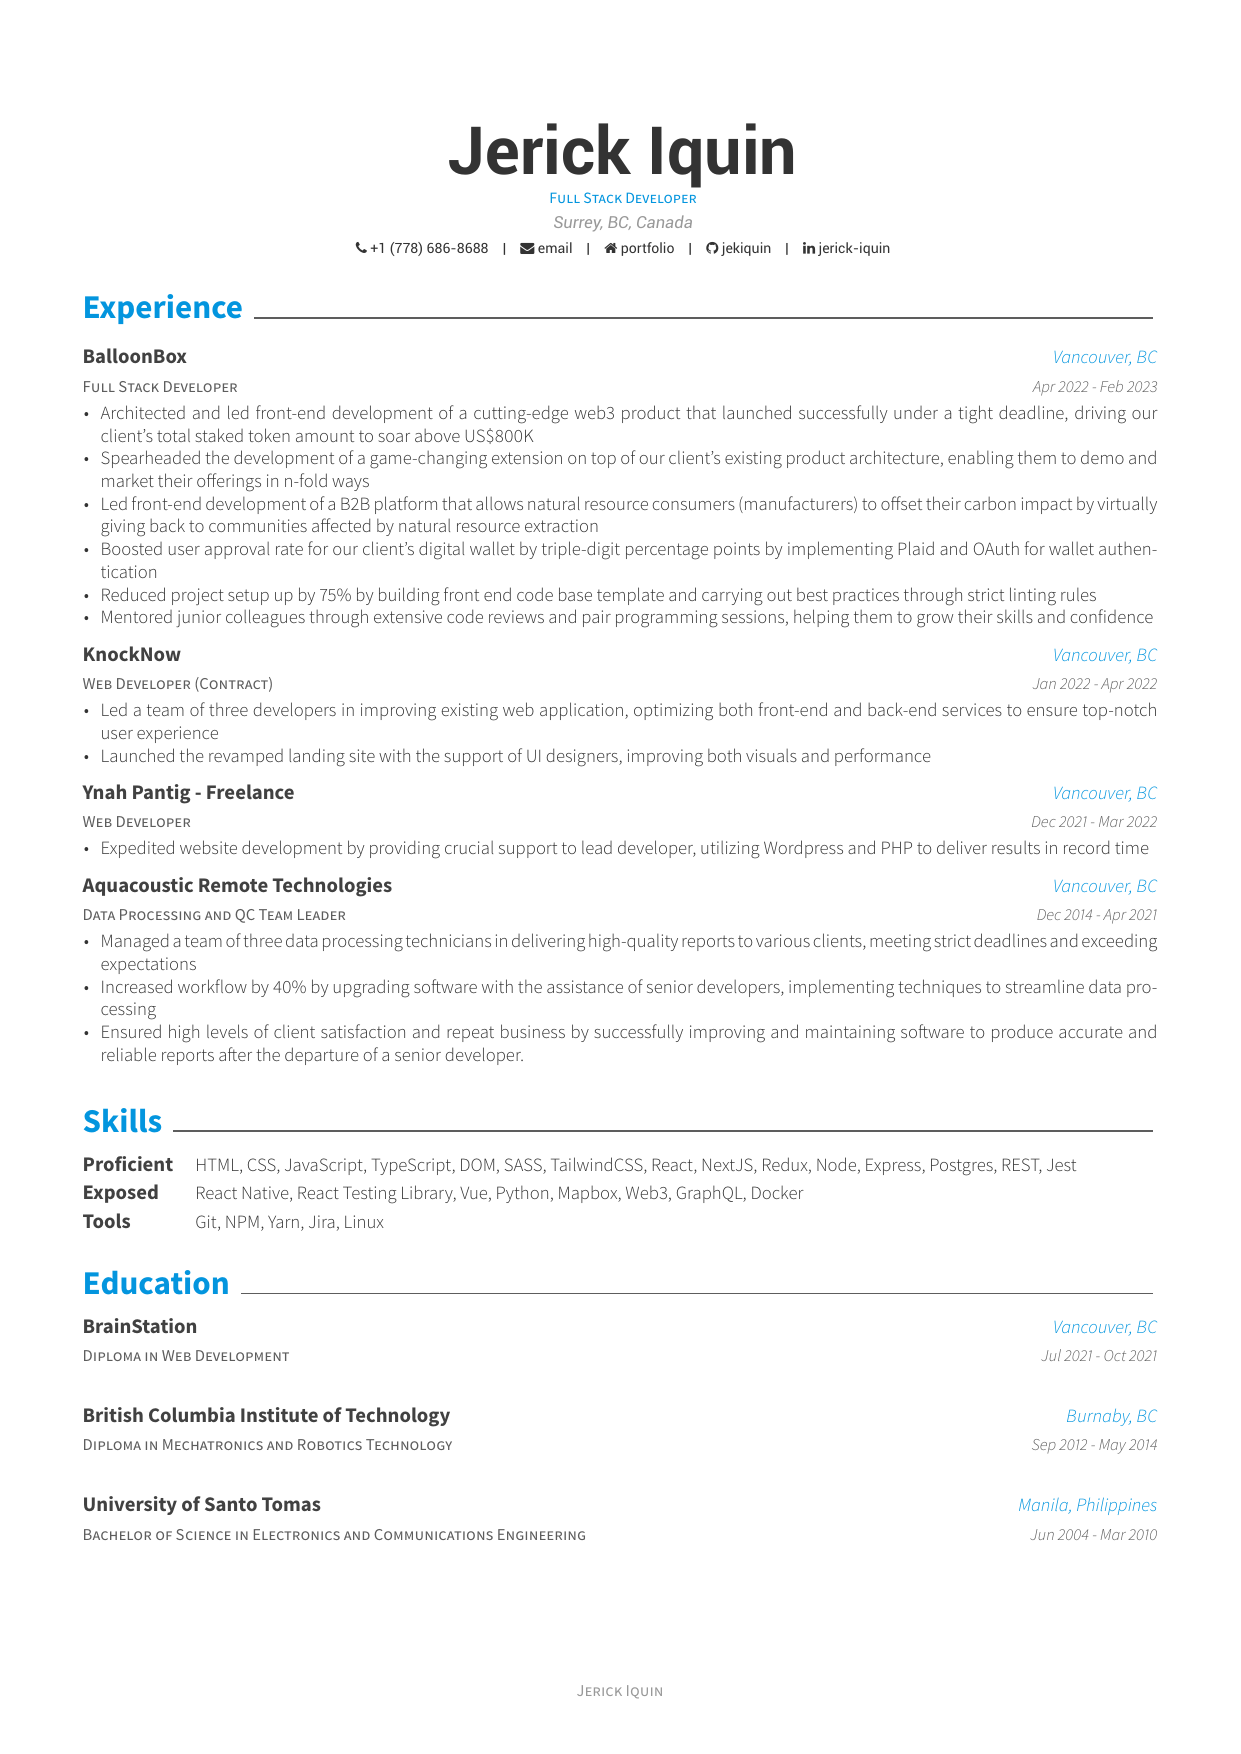 Jerick Iquin
Full Stack Developer
Surrey, BC, Canada
+1 (778) 686-8688 | email | portfolio | jekiquin | jerick-iquin
Experience
BalloonBox Vancouver, BC
Full Stack Developer Apr 2022 - Feb 2023
• Architected and led front-end development of a cutting-edge web3 product that launched successfully under a tight deadline, driving our
client's total staked token amount to soar above US$800K
• Spearheaded the development of a game-changing extension on top of our client's existing product architecture, enabling them to demo and
market their offerings in n-fold ways
• Led front-end development of a B2B platform that allows natural resource consumers (manufacturers) to offset their carbon impact by virtually
giving back to communities affected by natural resource extraction
• Boosted user approval rate for our client's digital wallet by triple-digit percentage points by implementing Plaid and OAuth for wallet authen-
tication
• Reduced project setup up by 75% by building front end code base template and carrying out best practices through strict linting rules
• Mentored junior colleagues through extensive code reviews and pair programming sessions, helping them to grow their skills and confidence
KnockNow Vancouver, BC
Web Developer (Contract) Jan 2022 - Apr 2022
• Led a team of three developers in improving existing web application, optimizing both front-end and back-end services to ensure top-notch
user experience
• Launched the revamped landing site with the support of UI designers, improving both visuals and performance
Ynah Pantig - Freelance Vancouver, BC
Web Developer Dec 2021 - Mar 2022
• Expedited website development by providing crucial support to lead developer, utilizing Wordpress and PHP to deliver results in record time
Aquacoustic Remote Technologies Vancouver, BC
Data Processing and QC Team Leader Dec 2014 - Apr 2021
• Managed a team of three data processing technicians in delivering high-quality reports to various clients, meeting strict deadlines and exceeding
expectations
• Increased workflow by 40% by upgrading software with the assistance of senior developers, implementing techniques to streamline data pro-
cessing
• Ensured high levels of client satisfaction and repeat business by successfully improving and maintaining software to produce accurate and
reliable reports after the departure of a senior developer.
Skills
Proficient HTML, CSS, JavaScript, TypeScript, DOM, SASS, TailwindCSS, React, NextJS, Redux, Node, Express, Postgres, REST, Jest
Exposed React Native, React Testing Library, Vue, Python, Mapbox, Web3, GraphQL, Docker
Tools Git, NPM, Yarn, Jira, Linux
Education
BrainStation Vancouver, BC
Diploma in Web Development Jul 2021 - Oct 2021
British Columbia Institute of Technology Burnaby, BC
Diploma in Mechatronics and Robotics Technology Sep 2012 - May 2014
University of Santo Tomas Manila, Philippines
Bachelor of Science in Electronics and Communications Engineering Jun 2004 - Mar 2010
Jerick Iquin